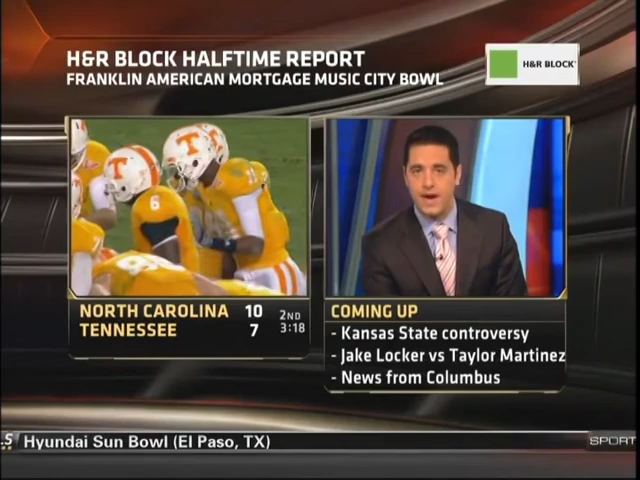 H&R BLOCK HALFTIME REPORT
FRANKLIN AMERICAN MORTGAGE MUSIC CITY BOWL
H&R BLOCK
T
T
6
NORTH CAROLINA 10
TENNESSEE 7
2ND
3:18
COMING UP
- Kansas State controversy
- Jake Locker vs Taylor Martinez
- News from Columbus
LS Hyundai Sun Bowl (El Paso, TX)
SPORT